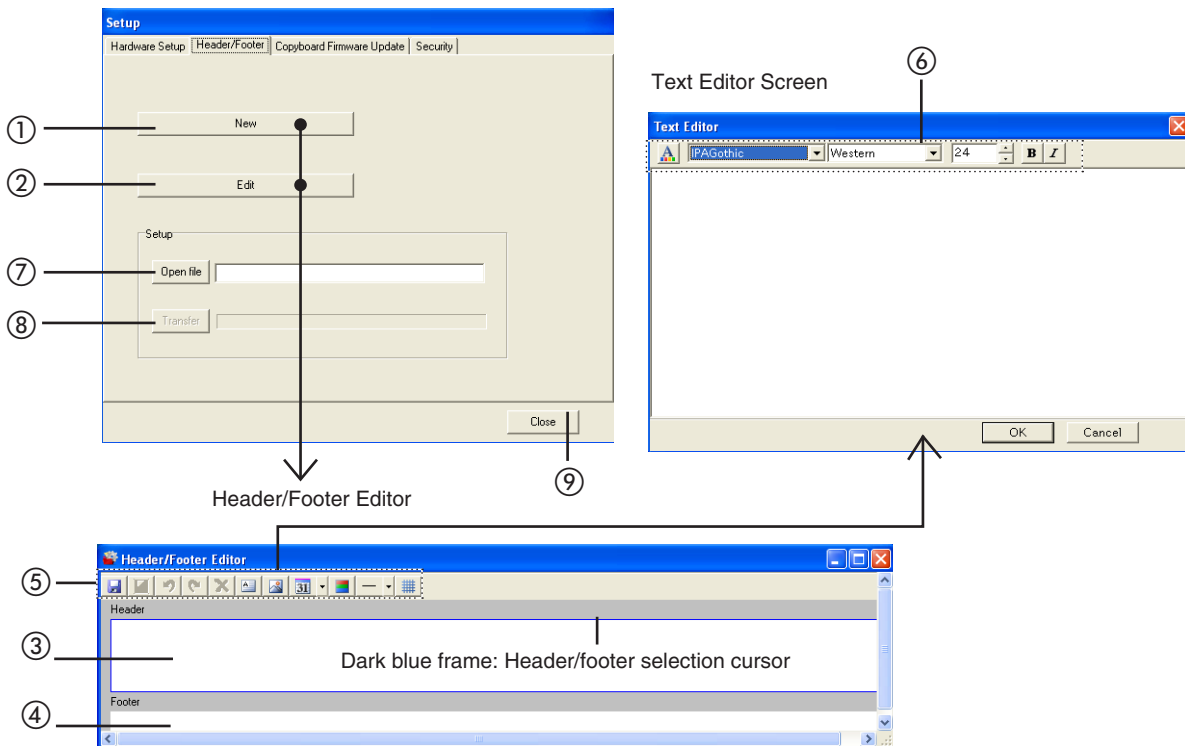 Setup
Hardware Setup Header/Footer Copyboard Firmware Update Security
① New
② Edit
Setup
⑦ Open file
⑧ Transfer
Close
⑨
Header/Footer Editor
Text Editor Screen
⑥
Text Editor
A IPAGothic Western 24 B I
OK Cancel
Header/Footer Editor
⑤
31
Header
③
Dark blue frame: Header/footer selection cursor
Footer
④